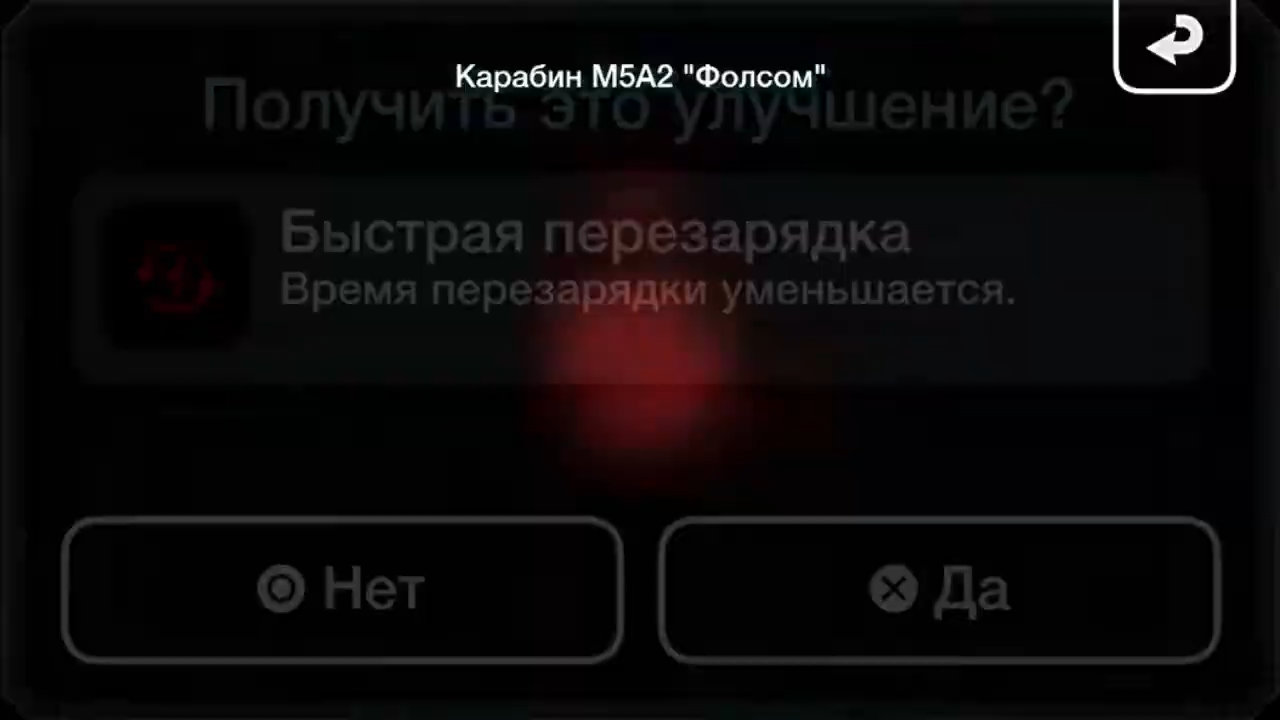 Карабин M5A2 "Фолсом"
Получить это улучшение?
Быстрая перезарядка
Время перезарядки уменьшается.
Нет
Да